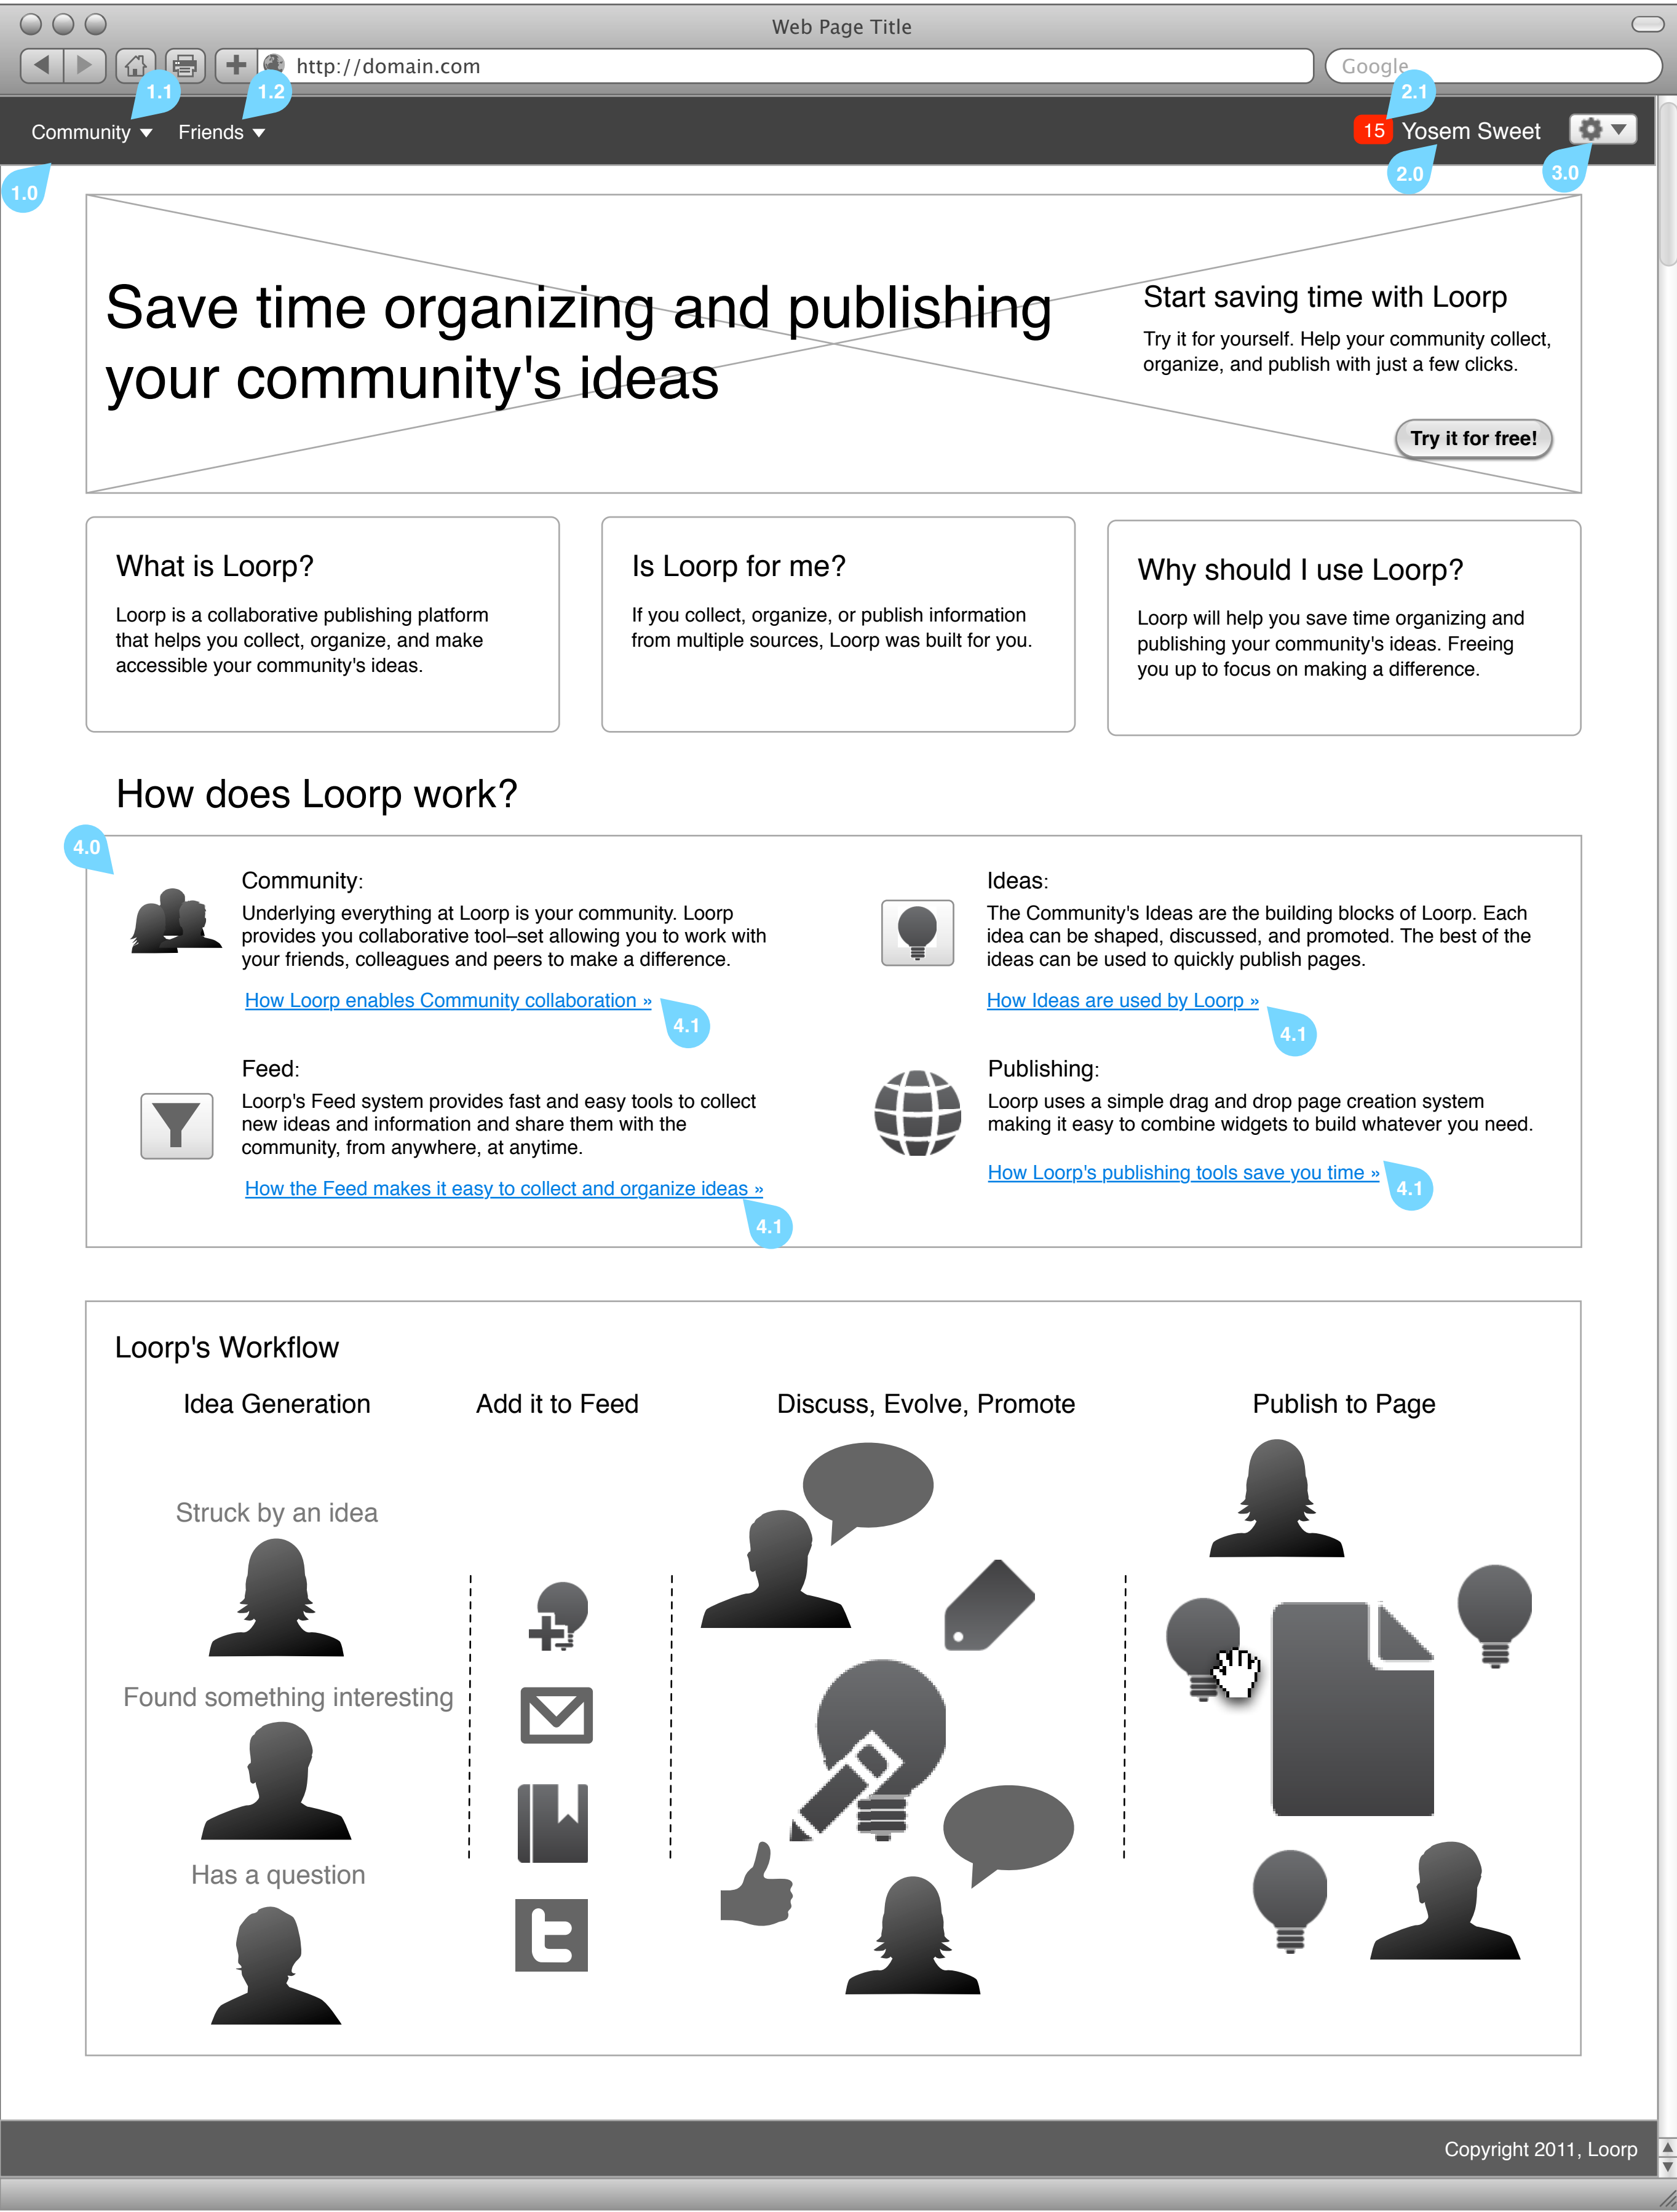 Web Page Title
http://domain.com
Google
1.1
1.2
2.1
Community
Friends
15
Yosem Sweet
1.0
2.0
3.0
Save time organizing and publishing
your community's ideas
Start saving time with Loorp
Try it for yourself. Help your community collect,
organize, and publish with just a few clicks.
Try it for free!
What is Loorp?
Loorp is a collaborative publishing platform
that helps you collect, organize, and make
accessible your community's ideas.
Is Loorp for me?
If you collect, organize, or publish information
from multiple sources, Loorp was built for you.
Why should I use Loorp?
Loorp will help you save time organizing and
publishing your community's ideas. Freeing
you up to focus on making a difference.
How does Loorp work?
4.0
Community:
Underlying everything at Loorp is your community. Loorp
provides you collaborative tool–set allowing you to work with
your friends, colleagues and peers to make a difference.
How Loorp enables Community collaboration »
4.1
Ideas:
The Community's Ideas are the building blocks of Loorp. Each
idea can be shaped, discussed, and promoted. The best of the
ideas can be used to quickly publish pages.
How Ideas are used by Loorp »
4.1
Feed:
Loorp's Feed system provides fast and easy tools to collect
new ideas and information and share them with the
community, from anywhere, at anytime.
How the Feed makes it easy to collect and organize ideas »
4.1
Publishing:
Loorp uses a simple drag and drop page creation system
making it easy to combine widgets to build whatever you need.
How Loorp's publishing tools save you time »
4.1
Loorp's Workflow
Idea Generation
Add it to Feed
Discuss, Evolve, Promote
Publish to Page
Struck by an idea
Found something interesting
Has a question
Copyright 2011, Loorp